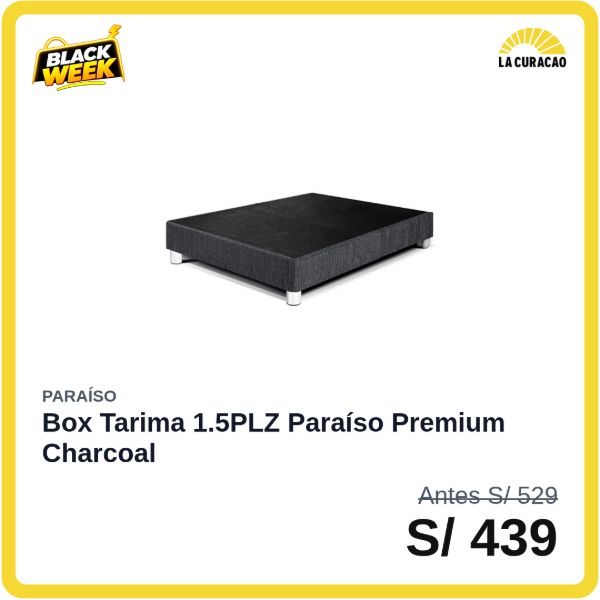 BLACK
WEEK
LA CURACAO
PARAÍSO
Box Tarima 1.5PLZ Paraíso Premium
Charcoal
Antes S/ 529
S/ 439